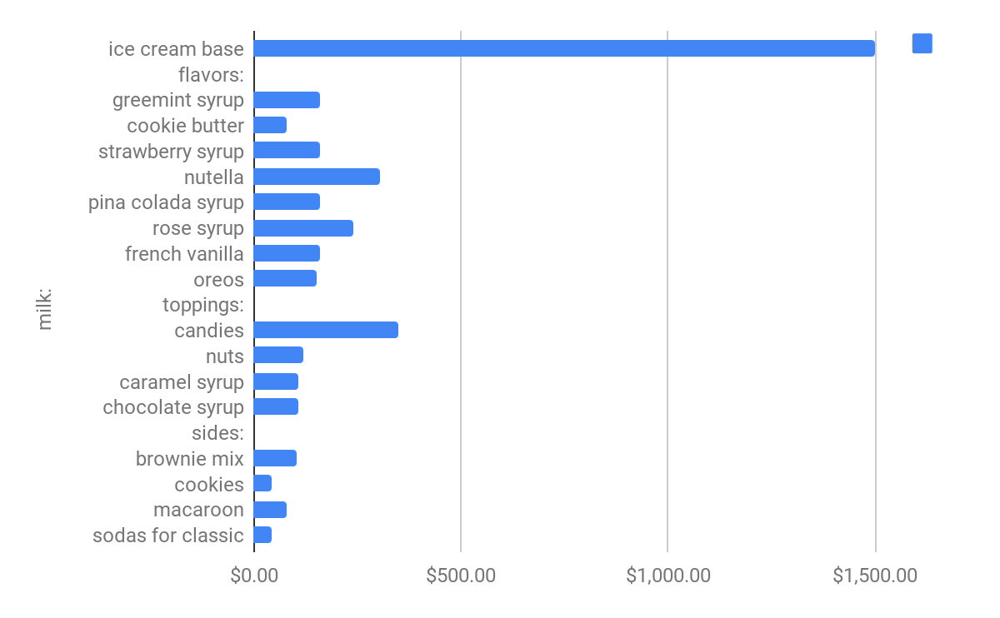 ice cream base
flavors:
greemint syrup
cookie butter
strawberry syrup
nutella
pina colada syrup
rose syrup
french vanilla
oreos
toppings:
candies
nuts
caramel syrup
chocolate syrup
sides:
brownie mix
cookies
macaroon
sodas for classic
milk:
$0.00
$500.00
$1,000.00
$1,500.00